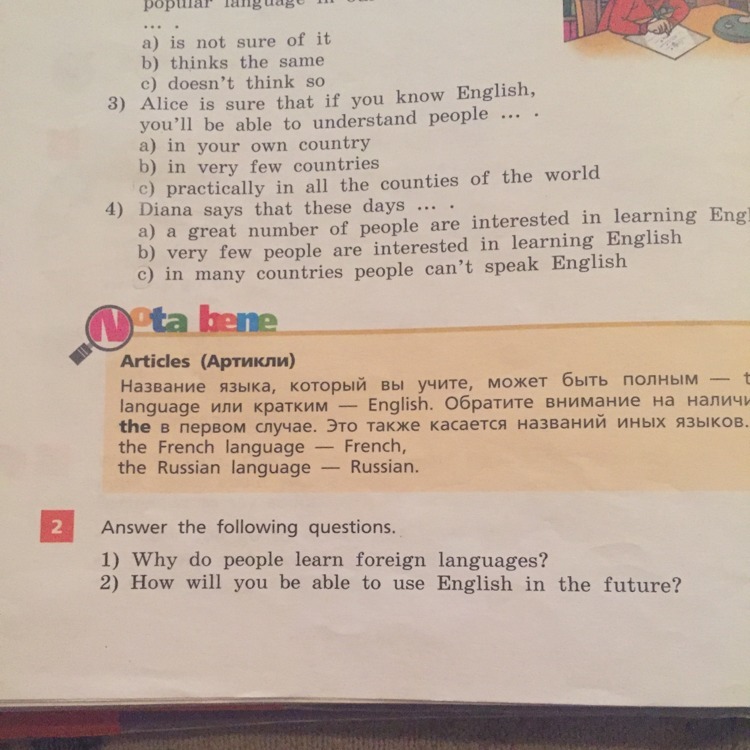 popular language in
... .
a) is not sure of it
b) thinks the same
c) doesn't think so
3) Alice is sure that if you know English,
you'll be able to understand people ... .
a) in your own country
b) in very few countries
c) practically in all the counties of the world
4) Diana says that these days ... .
a) a great number of people are interested in learning Engl
b) very few people are interested in learning English
c) in many countries people can't speak English
Nota bene
Articles (Артикли)
Название языка, который вы учите, может быть полным — t
language или кратким — English. Обратите внимание на наличи
the в первом случае. Это также касается названий иных языков.
the French language — French,
the Russian language — Russian.
2 Answer the following questions.
1) Why do people learn foreign languages?
2) How will you be able to use English in the future?